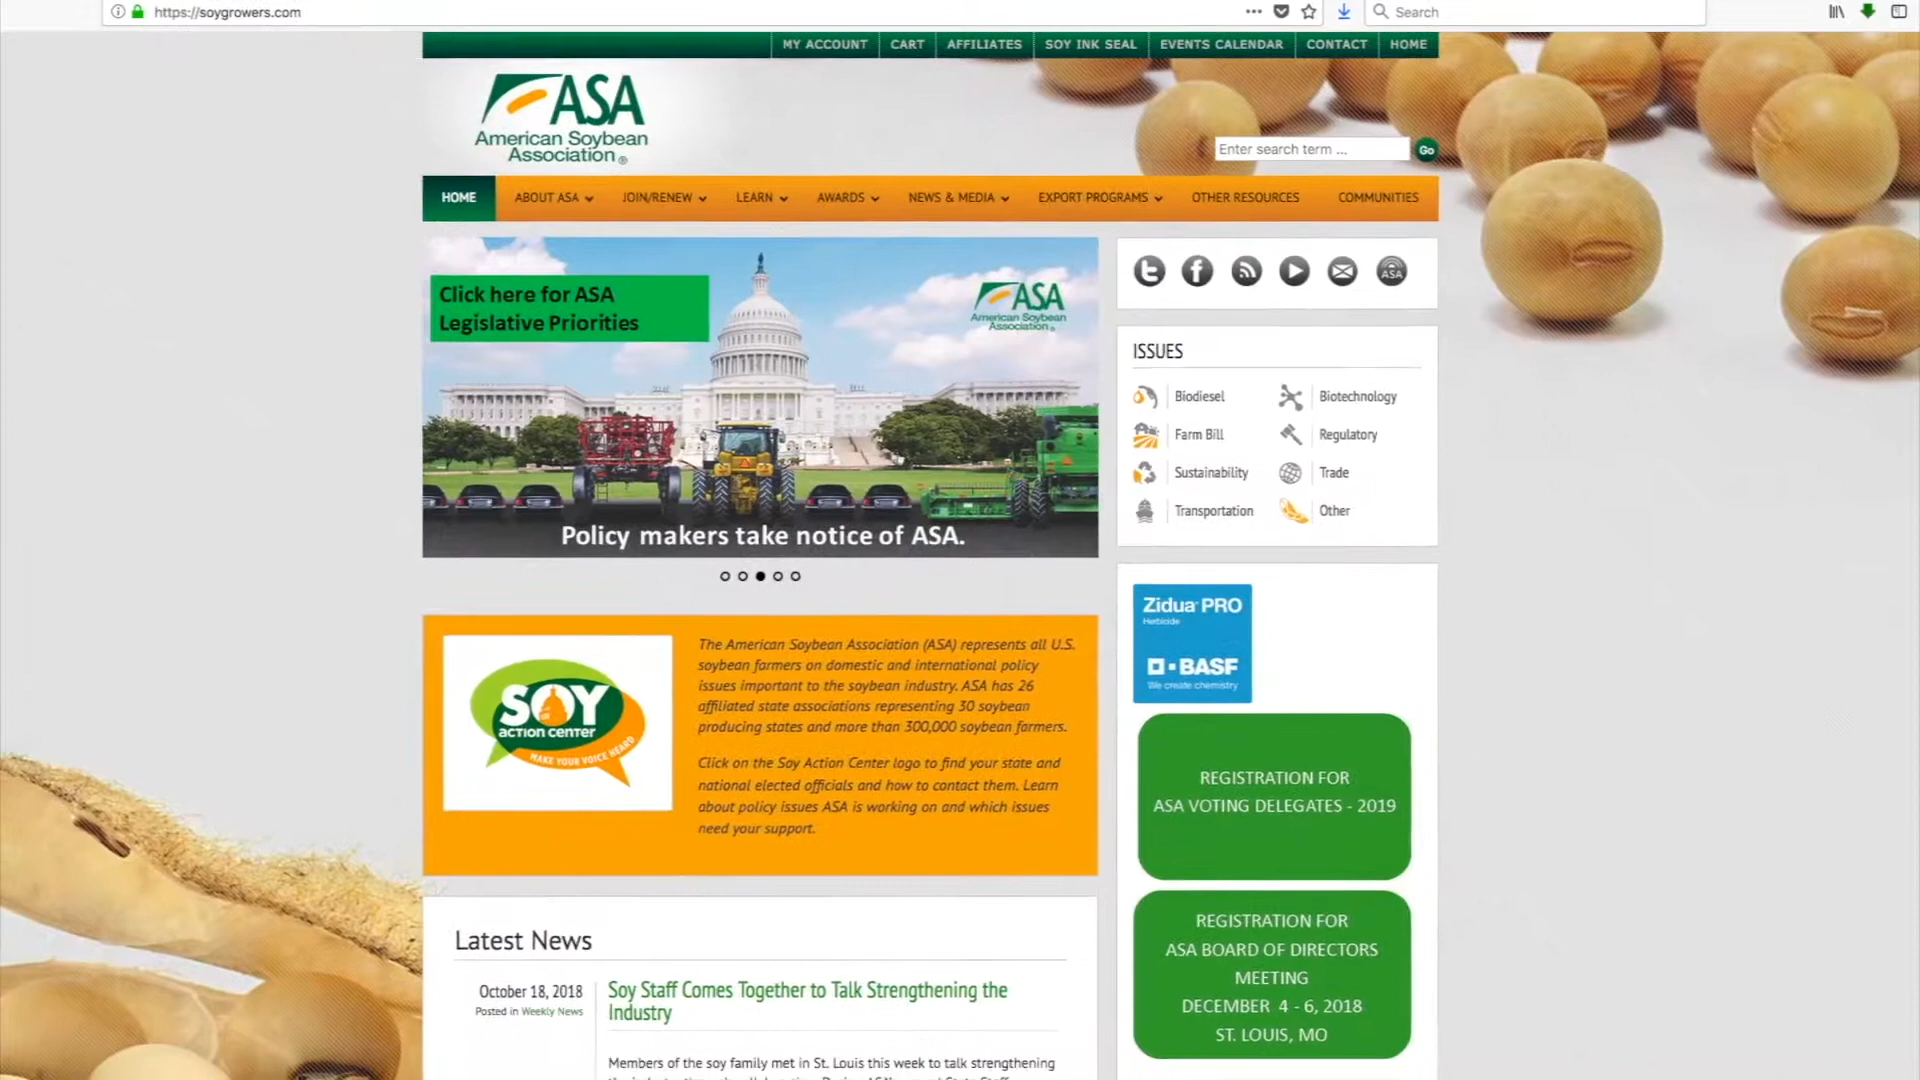 https://soygrowers.com
Search
MY ACCOUNT
CART
AFFILIATES
SOY INK SEAL
EVENTS CALENDAR
CONTACT
HOME
ASA
American Soybean
Association®
Enter search term ...
Go
HOME
ABOUT ASA
JOIN/RENEW
LEARN
AWARDS
NEWS & MEDIA
EXPORT PROGRAMS
OTHER RESOURCES
COMMUNITIES
Click here for ASA
Legislative Priorities
ASA
American Soybean
Association®
Policy makers take notice of ASA.
ASA
ISSUES
Biodiesel
Biotechnology
Farm Bill
Regulatory
Sustainability
Trade
Transportation
Other
SOY
ACTION CENTER
MAKE YOUR VOICE HEARD
The American Soybean Association (ASA) represents all U.S.
soybean farmers on domestic and international policy
issues important to the soybean industry. ASA has 26
affiliated state associations representing 30 soybean
producing states and more than 300,000 soybean farmers.
Click on the Soy Action Center logo to find your state and
national elected officials and how to contact them. Learn
about policy issues ASA is working on and which issues
need your support.
Zidua PRO
Herbicide
BASF
We create chemistry
REGISTRATION FOR
ASA VOTING DELEGATES - 2019
REGISTRATION FOR
ASA BOARD OF DIRECTORS
MEETING
DECEMBER 4 - 6, 2018
ST. LOUIS, MO
Latest News
October 18, 2018
Posted in Weekly News
Soy Staff Comes Together to Talk Strengthening the
Industry
Members of the soy family met in St. Louis this week to talk strengthening